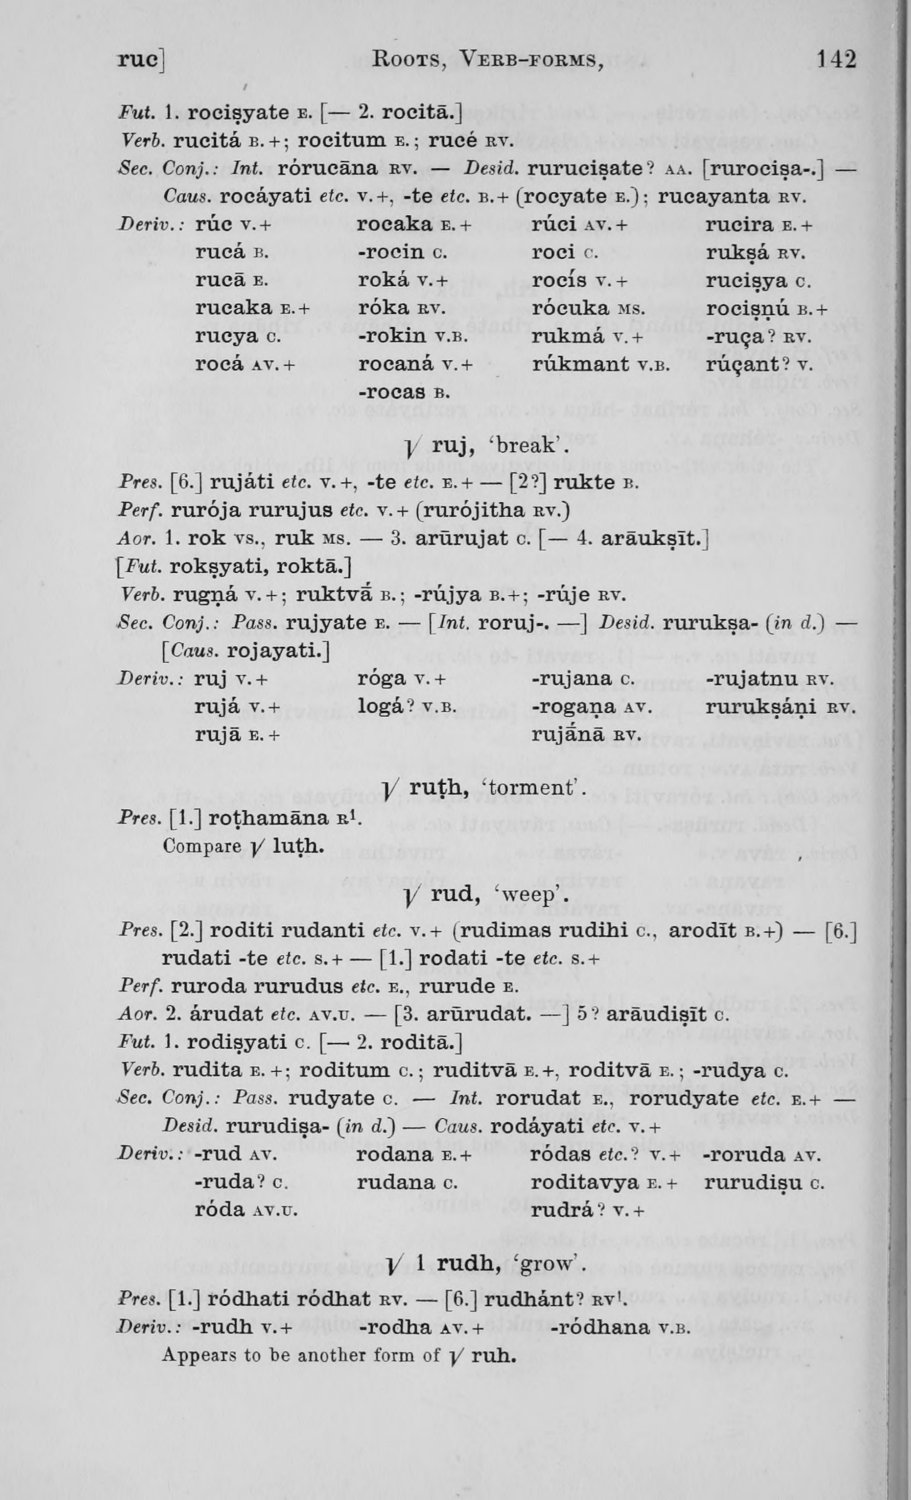 ruc] Roots, Verb-forms, 142
Fut. 1. rociṣyate E. [— 2. rocitā.]
Verb. rucitá B.+; rocitum E.; rucé RV.
Sec. Conj.: Int. rórucāna RV. — Desid. rurucisate? AA. [rurociṣa-.] —
Caus. rocáyati etc. V.+, -te etc. B.+ (rocyate E.); rucayanta RV.
Deriv.: rúc V.+ rocaka E.+ rúci AV.+ rucira E.+
rucá B. -rocin C. roci C. rukṣá RV.
rucā E. roká V.+ rocís V.+ ruciṣya C.
rucaka E.+ róka RV. rócuka MS. rociṣṇú B.+
rucya C. -rokin V.B. rukmá V.+ -ruça? RV.
rocá AV.+ rocaná V.+ rúkmant V.B. rúçant? V.
-rocas B.
√ ruj, ‘break’.
Pres. [6.] rujáti etc. V.+, -te etc. E.+ — [2?] rukte B.
Perf. rurója rurujus etc. V.+ (rurójitha RV.)
Aor. 1. rok VS., ruk MS. — 3. arūrujat C. [— 4. arāukṣīt.]
[Fut. rokṣyati, roktā.]
Verb. rugṇá V.+; ruktvā́ B.; -rújya B.+; -rúje RV.
Sec. Conj.: Pass. rujyate E. — [Int. roruj-. —] Desid. rurukṣa- (in d.) —
[Caus. rojayati.]
Deriv.: ruj V.+ róga V.+ -rujana C. -rujatnu RV.
rujá V.+ logá? V.B. -rogaṇa AV. rurukṣáṇi RV.
rujā E.+ rujā́nā RV.
√ ruṭh, ‘torment’.
Pres. [1.] roṭhamāna R¹.
Compare √ luṭh.
√ rud, ‘weep’.
Pres. [2.] roditi rudanti etc. V.+ (rudimas rudihi C., arodīt B.+) — [6.]
rudati -te etc. S.+ — [1.] rodati -te etc. S.+
Perf. ruroda rurudus etc. E., rurude E.
Aor. 2. árudat etc. AV.U. — [3. arūrudat. —] 5? arāudiṣīt C.
Fut. 1. rodiṣyati C. [— 2. roditā.]
Verb. rudita E.+; roditum C.; ruditvā E.+, roditvā E.; -rudya C.
Sec. Conj.: Pass. rudyate C. — Int. rorudat E., rorudyate etc. E.+ —
Desid. rurudiṣa- (in d.) — Caus. rodáyati etc. V.+
Deriv.: -rud AV. rodana E.+ ródas etc.? V.+ -roruda AV.
-ruda? C. rudana C. roditavya E.+ rurudiṣu C.
róda AV.U. rudrá? V.+
√ 1 rudh, ‘grow’.
Pres. [1.] ródhati ródhat RV. — [6.] rudhánt? RV¹.
Deriv.: -rudh V.+ -rodha AV.+ -ródhana V.B.
Appears to be another form of √ ruh.